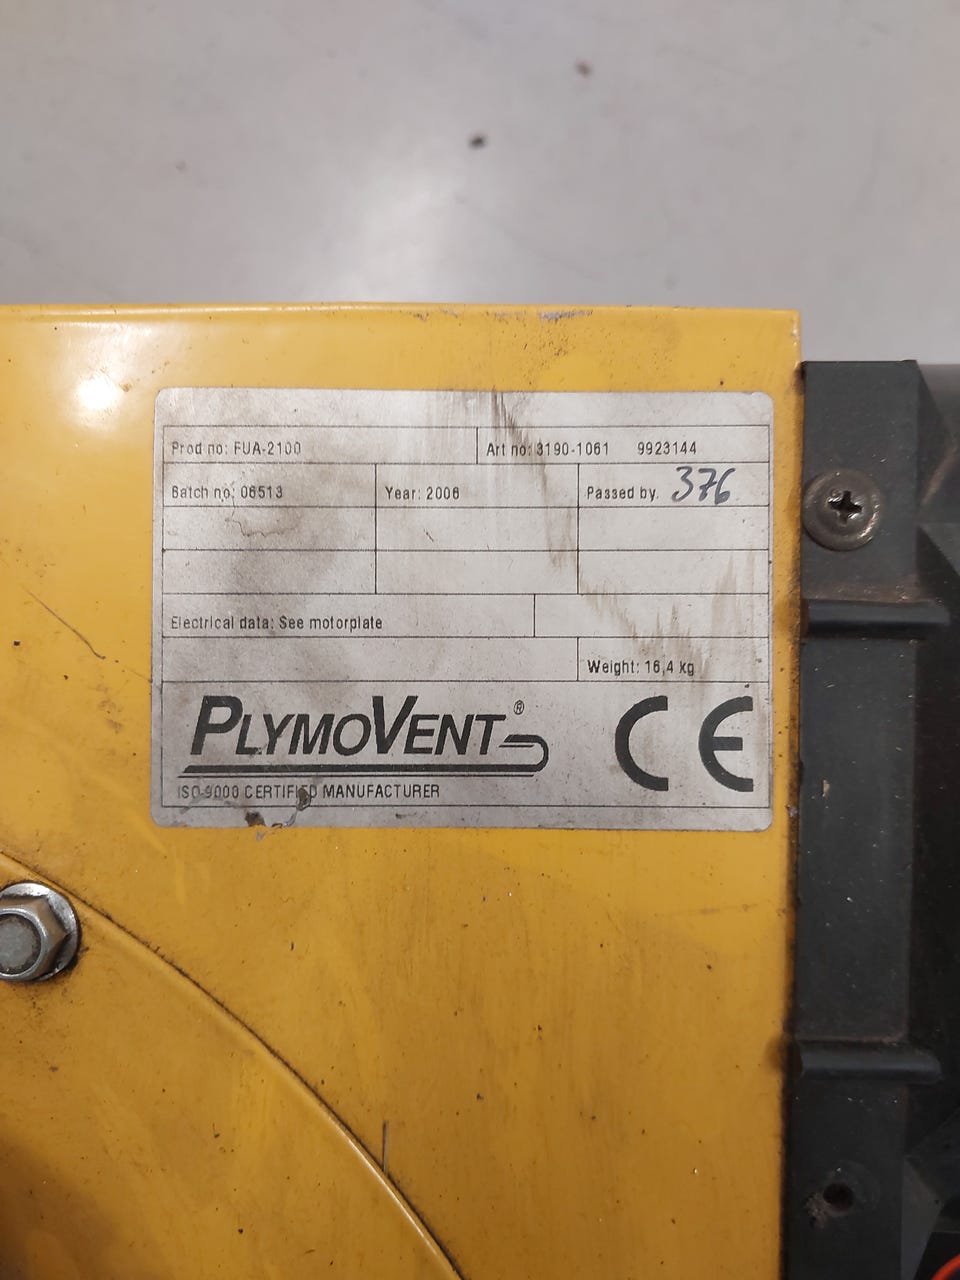 Prod no: FUA-2100 Art no: 3190-1061 9923144
Batch no: 06513 Year: 2006 Passed by. 376
Electrical data: See motorplate
Weight: 16,4 kg
PLYMOVENT® CE
ISO-9000 CERTIFIED MANUFACTURER